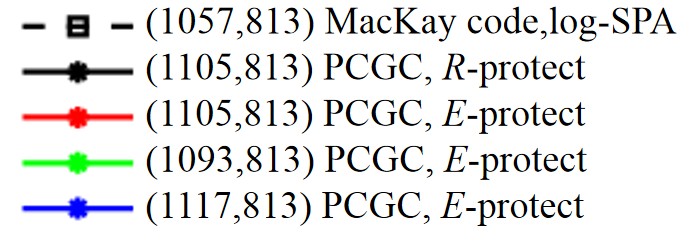 (1057,813) MacKay code,log-SPA
(1105,813) PCGC, R-protect
(1105,813) PCGC, E-protect
(1093,813) PCGC, E-protect
(1117,813) PCGC, E-protect